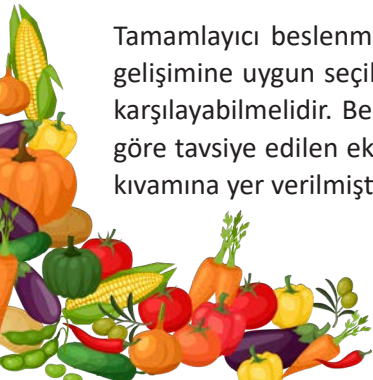 Tamamlayıcı beslenm
gelişimine uygun seçil
karşılayabilmelidir. Be
göre tavsiye edilen ek
kıvamına yer verilmişt